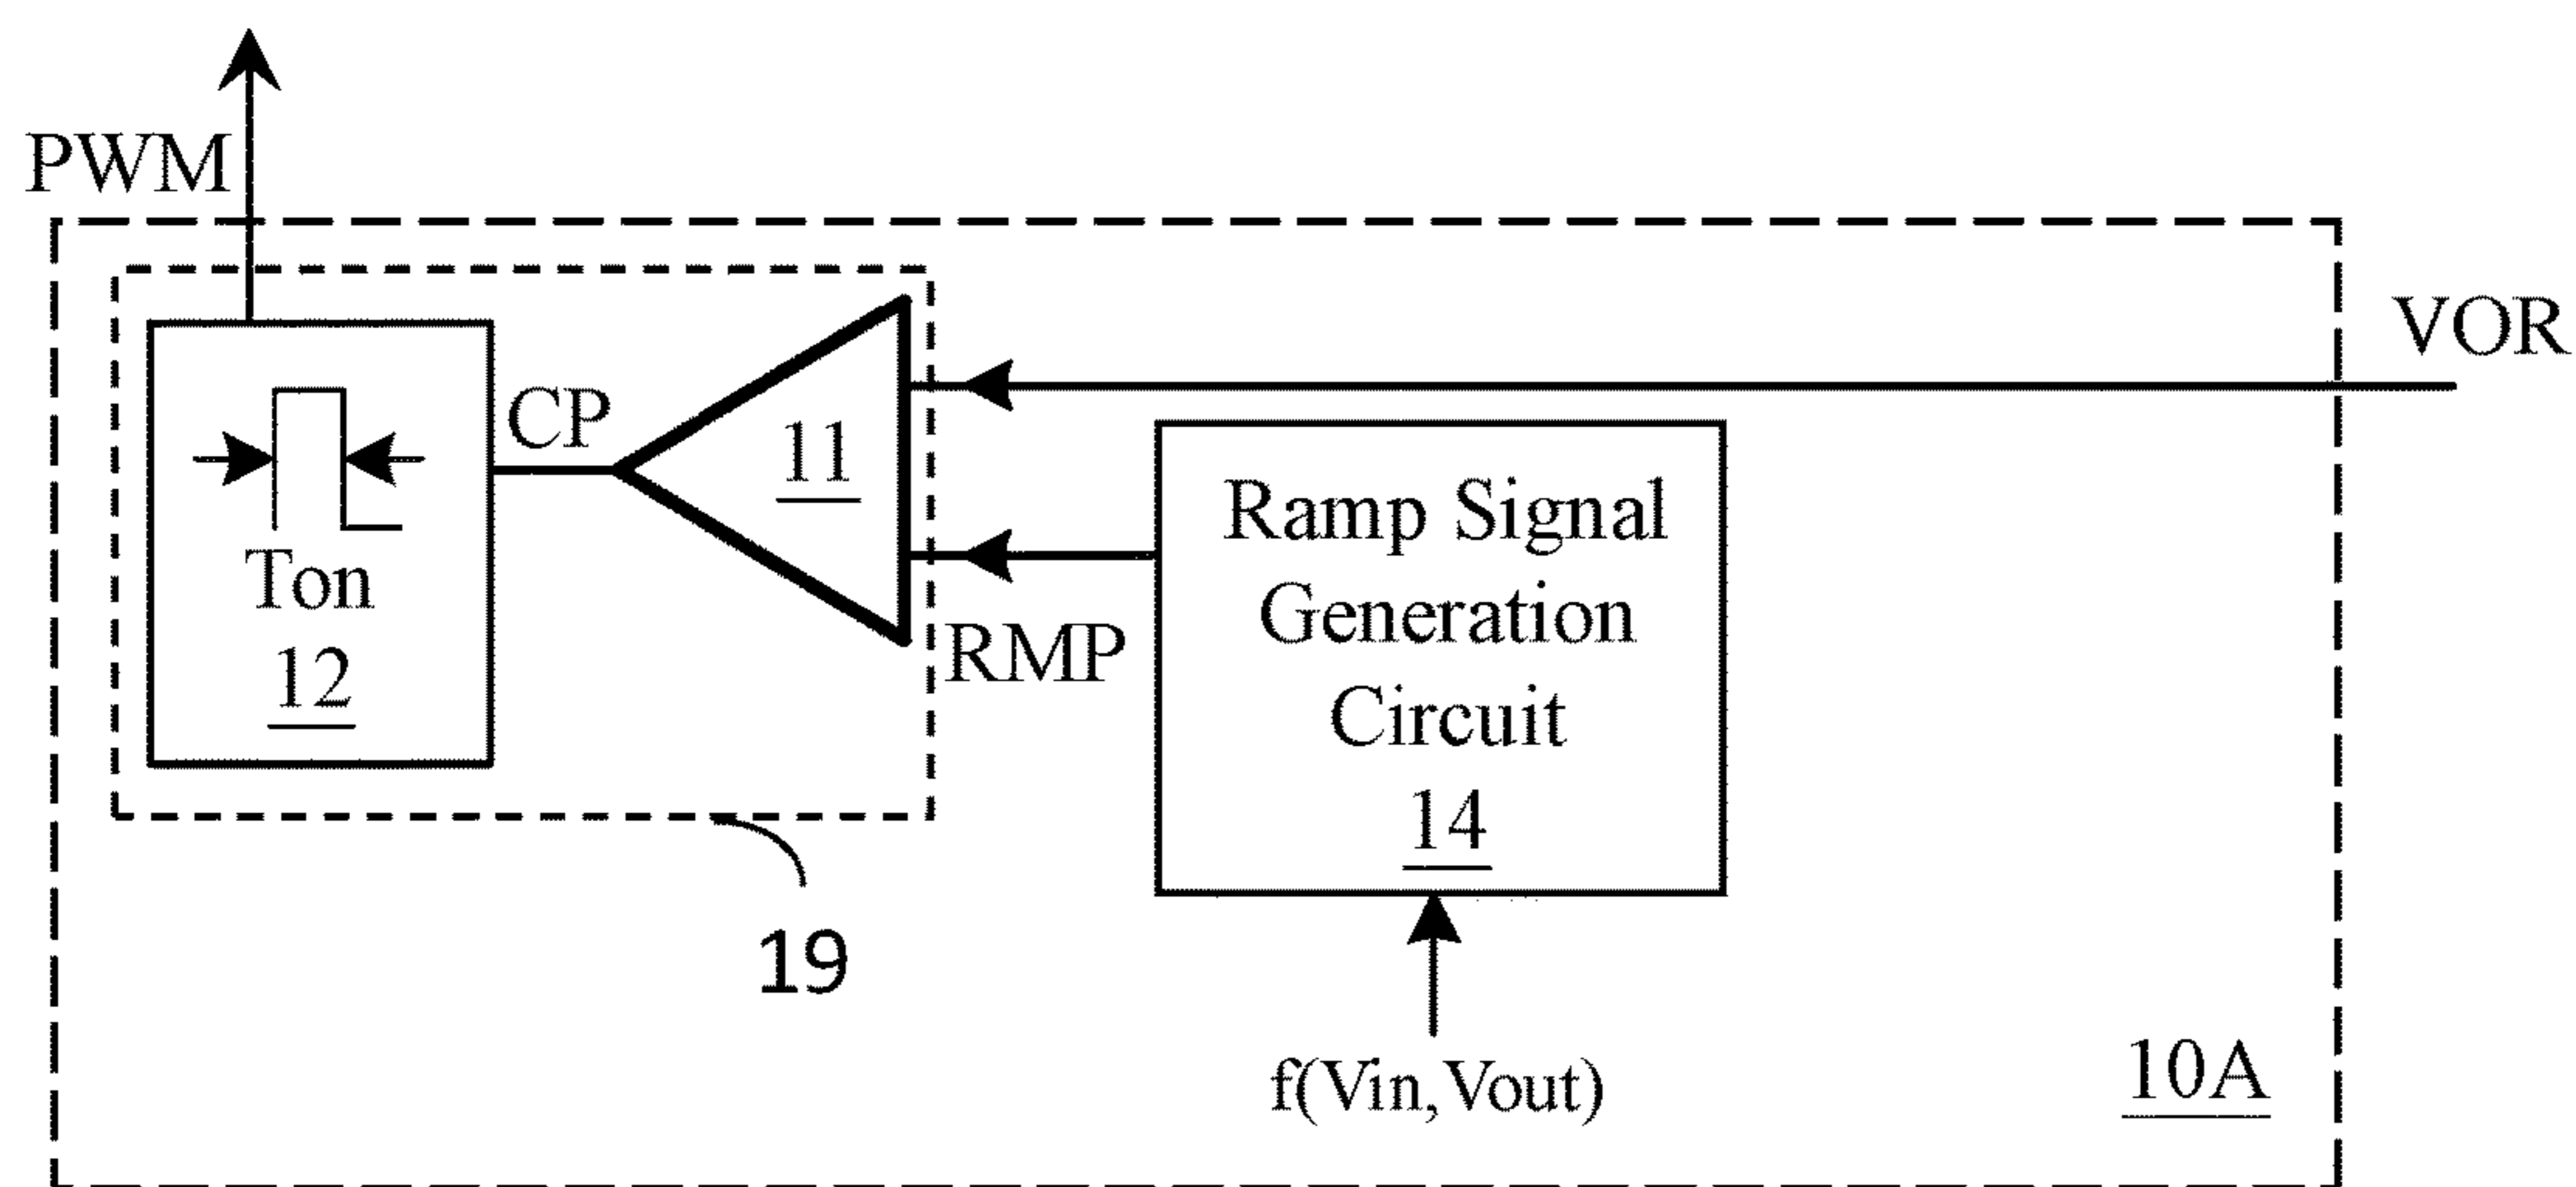 PWM
VOR
CP
11
Ton
12
RMP
Ramp Signal
Generation
Circuit
14
19
f(Vin,Vout)
10A